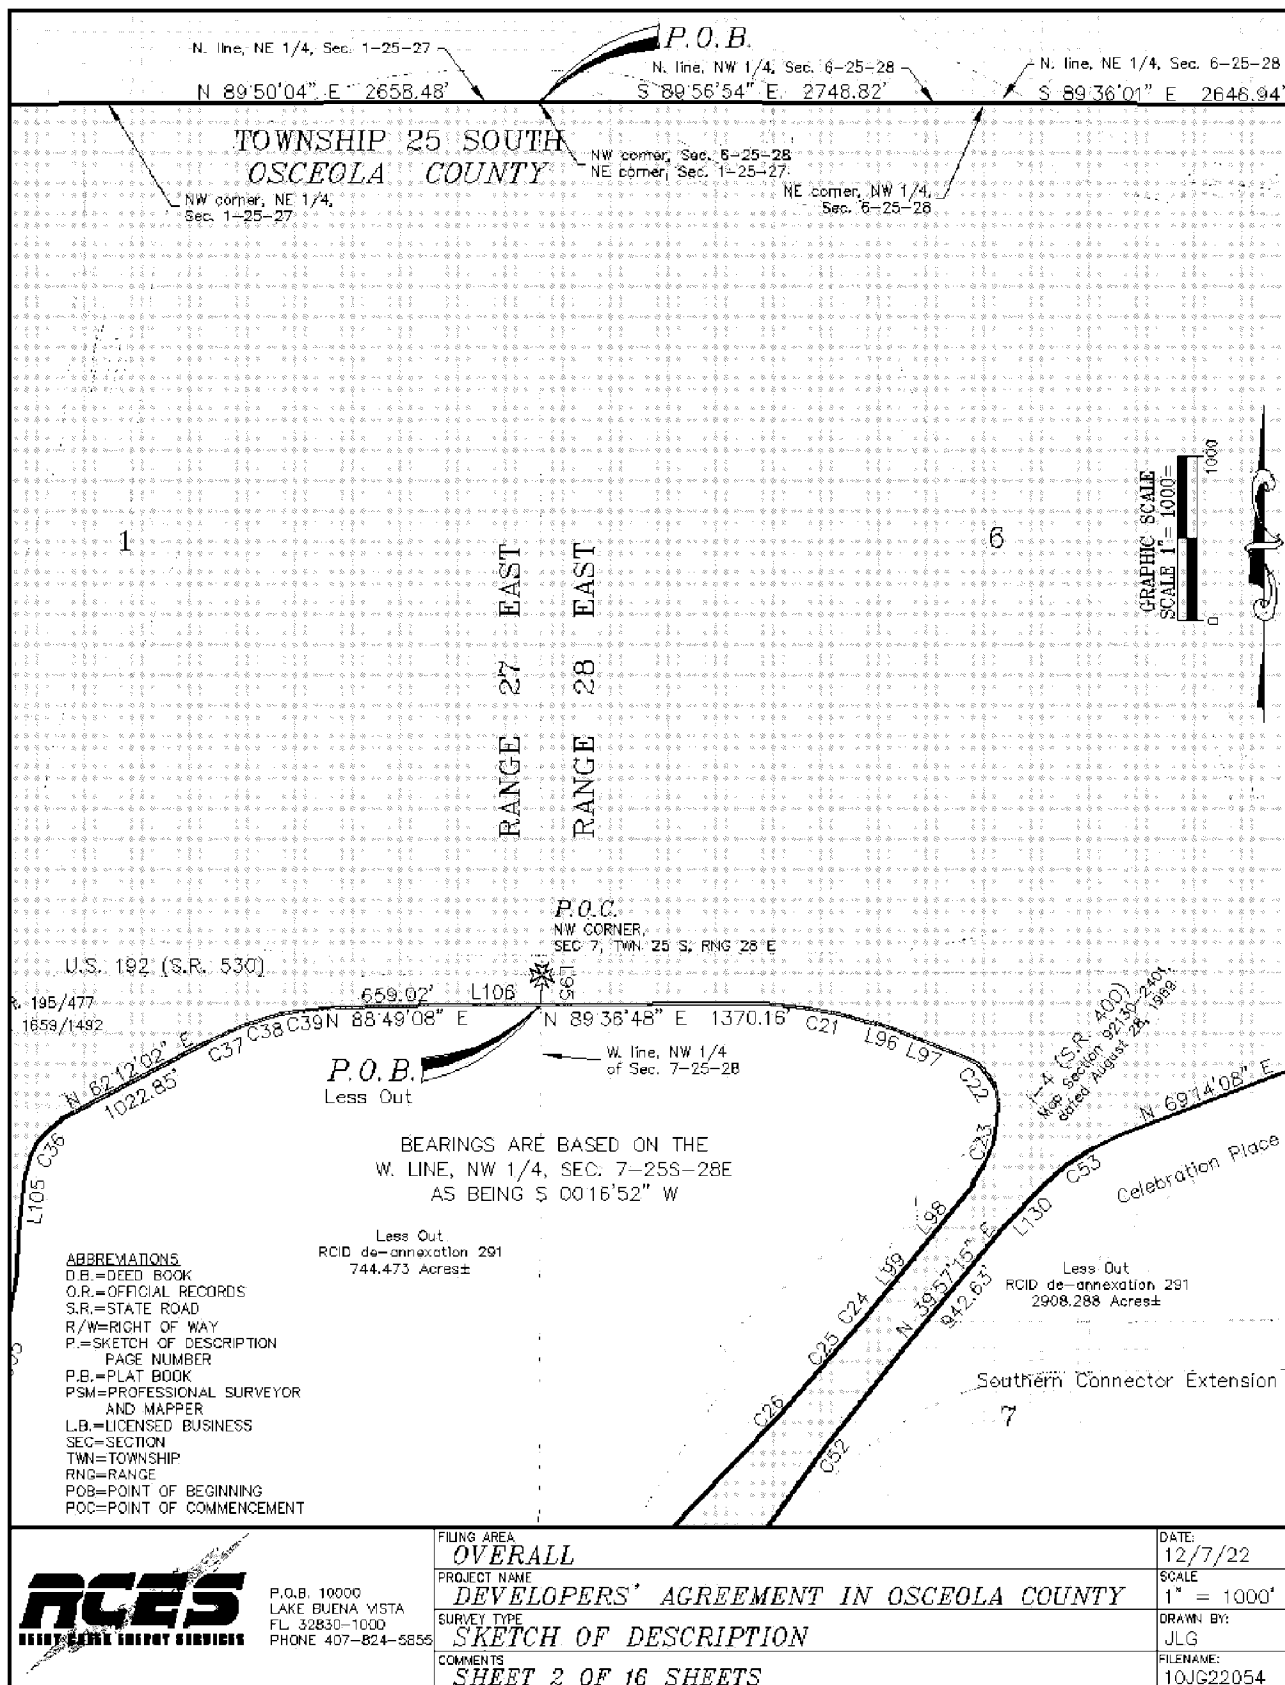 P.O.B.
N. line, NE 1/4, Sec. 1-25-27
N. line, NW 1/4, Sec. 6-25-28
N. line, NE 1/4, Sec. 6-25-28
N 89°50'04" E 2658.48'
S 89°56'54" E 2748.82'
S 89°36'01" E 2646.94'
TOWNSHIP 25 SOUTH
OSCEOLA COUNTY
NW corner, Sec. 6-25-28
NE corner, Sec. 1-25-27
NW corner, NE 1/4,
Sec. 1-25-27
NE corner, NW 1/4,
Sec. 6-25-28
1
6
RANGE 27 EAST
RANGE 28 EAST
GRAPHIC SCALE
SCALE 1"= 1000=
0
1000
P.O.C.
NW CORNER,
SEC 7, TWN 25 S, RNG 28 E
L95
U.S. 192 (S.R. 530)
195/477
1659/1492
659.02'
L106
N 88°49'08" E
N 89°36'48" E 1370.16'
C21
L96
L97
C22
C23
C39
C38
C37
N 62°12'02" E
1022.85'
C36
L105
P.O.B.
Less Out
W. line, NW 1/4
of Sec. 7-25-28
I-4 (S.R. 400)
Map Section 92130-2401,
dated August 28, 1989
N 69°14'08" E
C53
Celebration Place
L130
BEARINGS ARE BASED ON THE
W. LINE, NW 1/4, SEC. 7-25S-28E
AS BEING S 00°16'52" W
Less Out
RCID de-annexation 291
744.473 Acres±
L98
L99
N 39°57'15" E
942.63'
C24
C25
C26
C52
Less Out
RCID de-annexation 291
2908.288 Acres±
Southern Connector Extension
7
ABBREVIATIONS
D.B.=DEED BOOK
O.R.=OFFICIAL RECORDS
S.R.=STATE ROAD
R/W=RIGHT OF WAY
P.=SKETCH OF DESCRIPTION
PAGE NUMBER
P.B.=PLAT BOOK
PSM=PROFESSIONAL SURVEYOR
AND MAPPER
L.B.=LICENSED BUSINESS
SEC=SECTION
TWN=TOWNSHIP
RNG=RANGE
POB=POINT OF BEGINNING
POC=POINT OF COMMENCEMENT
RCES
REEDY CREEK ENERGY SERVICES
P.O.B. 10000
LAKE BUENA VISTA
FL 32830-1000
PHONE 407-824-5855
FILING AREA
OVERALL
PROJECT NAME
DEVELOPERS' AGREEMENT IN OSCEOLA COUNTY
SURVEY TYPE
SKETCH OF DESCRIPTION
COMMENTS
SHEET 2 OF 16 SHEETS
DATE:
12/7/22
SCALE
1" = 1000'
DRAWN BY:
JLG
FILENAME:
10JG22054